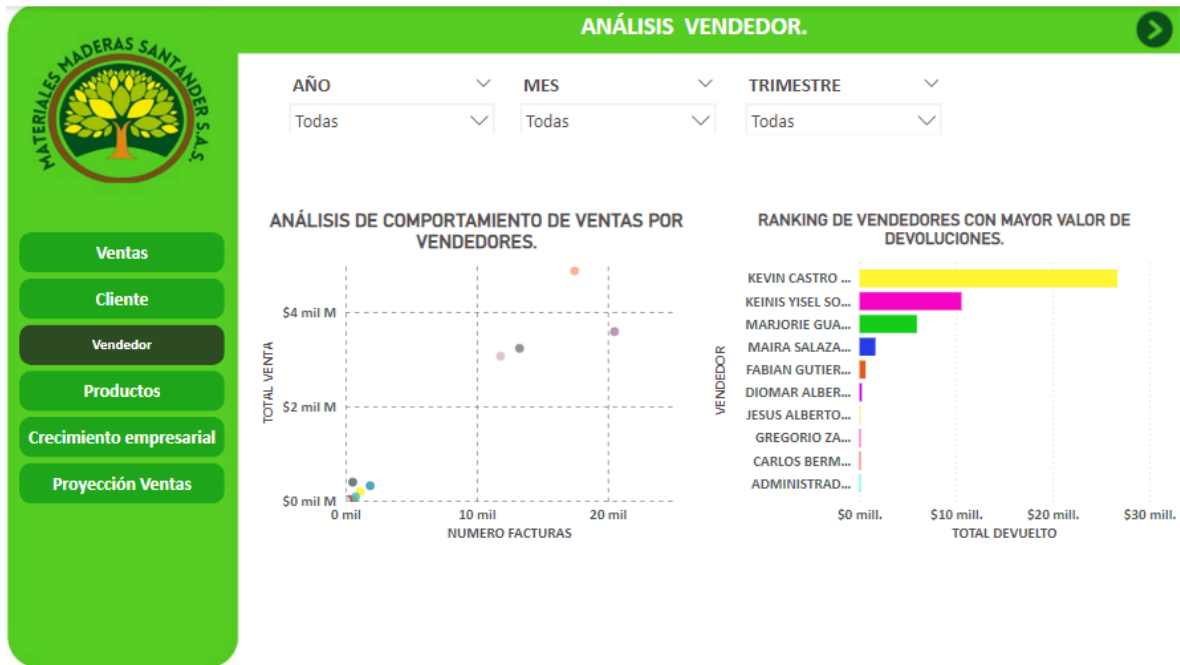 ANÁLISIS VENDEDOR.
MATERIALES MADERAS SANTANDER S.A.S.
AÑO
MES
TRIMESTRE
Todas
Todas
Todas
Ventas
Cliente
Vendedor
Productos
Crecimiento empresarial
Proyección Ventas
ANÁLISIS DE COMPORTAMIENTO DE VENTAS POR
VENDEDORES.
TOTAL VENTA
$4 mil M
$2 mil M
$0 mil M
0 mil
10 mil
20 mil
NUMERO FACTURAS
RANKING DE VENDEDORES CON MAYOR VALOR DE
DEVOLUCIONES.
VENDEDOR
KEVIN CASTRO ...
KEINIS YISEL SO...
MARJORIE GUA...
MAIRA SALAZA...
FABIAN GUTIER...
DIOMAR ALBER...
JESUS ALBERTO...
GREGORIO ZA...
CARLOS BERM...
ADMINISTRAD...
$0 mill.
$10 mill.
$20 mill.
$30 mill.
TOTAL DEVUELTO